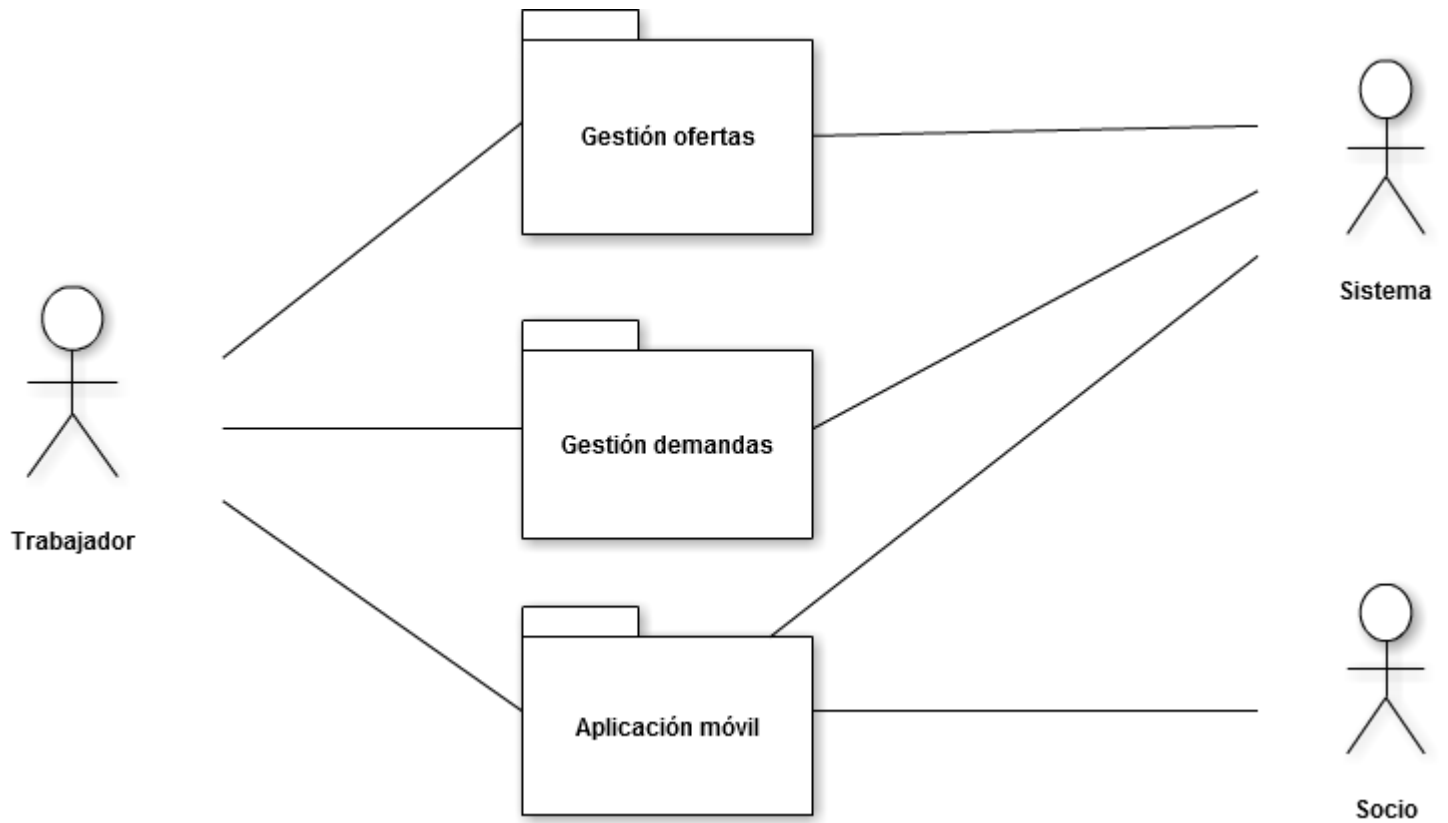 Gestión ofertas
Sistema
Gestión demandas
Trabajador
Aplicación móvil
Socio